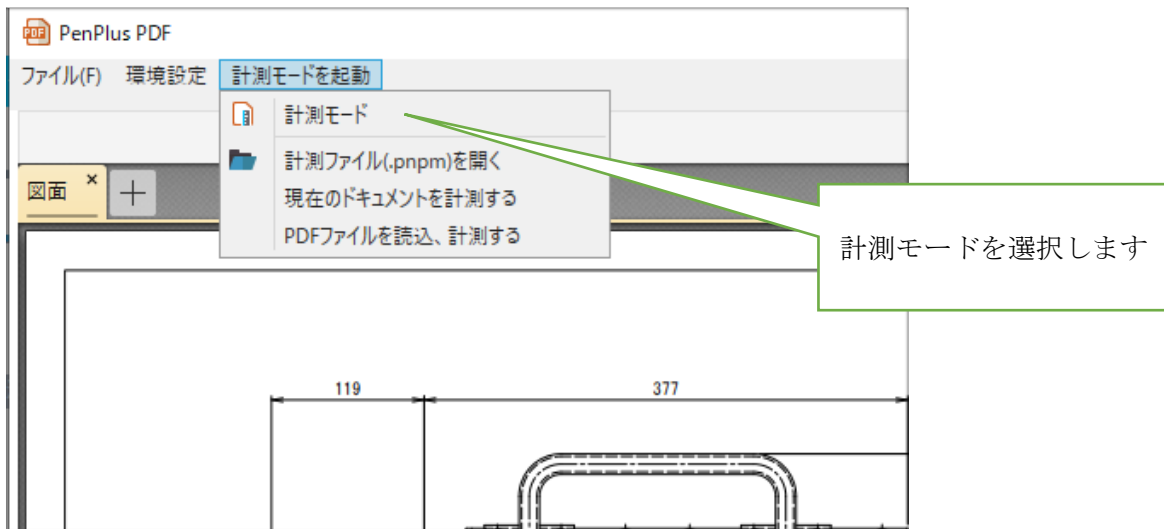 PDF PenPlus PDF
ファイル(F) 環境設定 計測モードを起動
計測モード
計測ファイル(.pnpm)を開く
現在のドキュメントを計測する
PDFファイルを読込、計測する
図面 × +
計測モードを選択します
119 377